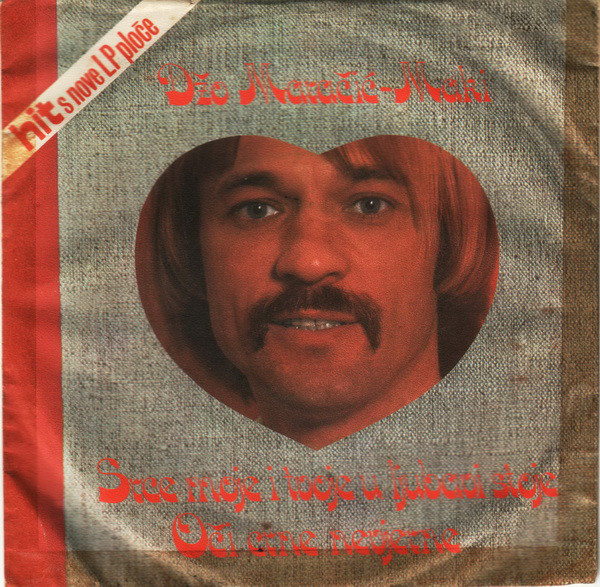 hit s nove LP ploče
Džo Maračić-Maki
Srce moje i tvoje u ljubavi stoje
Oči crne nevjerne